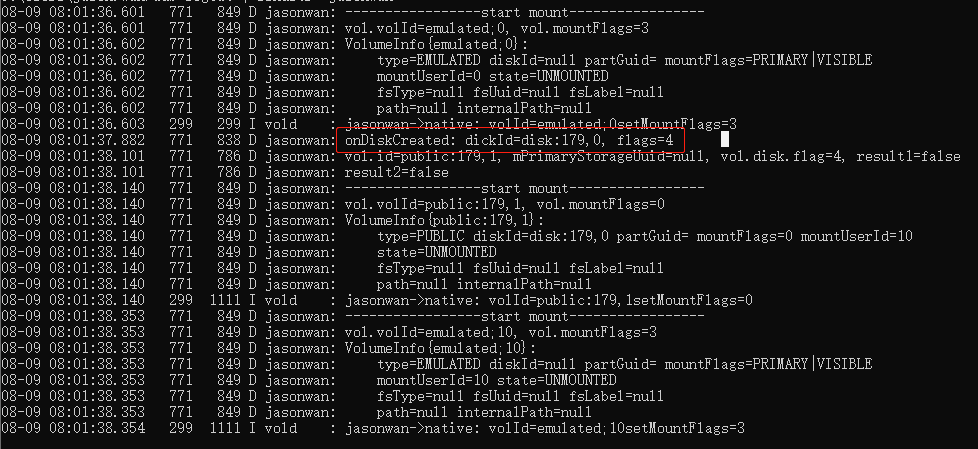 08-09 08:01:36.601   771   849 D jasonwan: -----------------start mount-----------------
08-09 08:01:36.601   771   849 D jasonwan: vol.volId=emulated;0, vol.mountFlags=3
08-09 08:01:36.602   771   849 D jasonwan: VolumeInfo{emulated;0}:
08-09 08:01:36.602   771   849 D jasonwan:     type=EMULATED diskId=null partGuid= mountFlags=PRIMARY|VISIBLE
08-09 08:01:36.602   771   849 D jasonwan:     mountUserId=0 state=UNMOUNTED
08-09 08:01:36.602   771   849 D jasonwan:     fsType=null fsUuid=null fsLabel=null
08-09 08:01:36.602   771   849 D jasonwan:     path=null internalPath=null
08-09 08:01:36.603   299   299 I vold    : jasonwan->native: volId=emulated;0setMountFlags=3
08-09 08:01:37.882   771   838 D jasonwan: onDiskCreated: dickId=disk:179,0, flags=4
08-09 08:01:38.101   771   786 D jasonwan: vol.id=public:179,1, mPrimaryStorageUuid=null, vol.disk.flag=4, result1=false
08-09 08:01:38.101   771   786 D jasonwan: result2=false
08-09 08:01:38.140   771   849 D jasonwan: -----------------start mount-----------------
08-09 08:01:38.140   771   849 D jasonwan: vol.volId=public:179,1, vol.mountFlags=0
08-09 08:01:38.140   771   849 D jasonwan: VolumeInfo{public:179,1}:
08-09 08:01:38.140   771   849 D jasonwan:     type=PUBLIC diskId=disk:179,0 partGuid= mountFlags=0 mountUserId=10
08-09 08:01:38.140   771   849 D jasonwan:     state=UNMOUNTED
08-09 08:01:38.140   771   849 D jasonwan:     fsType=null fsUuid=null fsLabel=null
08-09 08:01:38.140   771   849 D jasonwan:     path=null internalPath=null
08-09 08:01:38.140   299  1111 I vold    : jasonwan->native: volId=public:179,1setMountFlags=0
08-09 08:01:38.353   771   849 D jasonwan: -----------------start mount-----------------
08-09 08:01:38.353   771   849 D jasonwan: vol.volId=emulated;10, vol.mountFlags=3
08-09 08:01:38.353   771   849 D jasonwan: VolumeInfo{emulated;10}:
08-09 08:01:38.353   771   849 D jasonwan:     type=EMULATED diskId=null partGuid= mountFlags=PRIMARY|VISIBLE
08-09 08:01:38.353   771   849 D jasonwan:     mountUserId=10 state=UNMOUNTED
08-09 08:01:38.353   771   849 D jasonwan:     fsType=null fsUuid=null fsLabel=null
08-09 08:01:38.353   771   849 D jasonwan:     path=null internalPath=null
08-09 08:01:38.354   299  1111 I vold    : jasonwan->native: volId=emulated;10setMountFlags=3